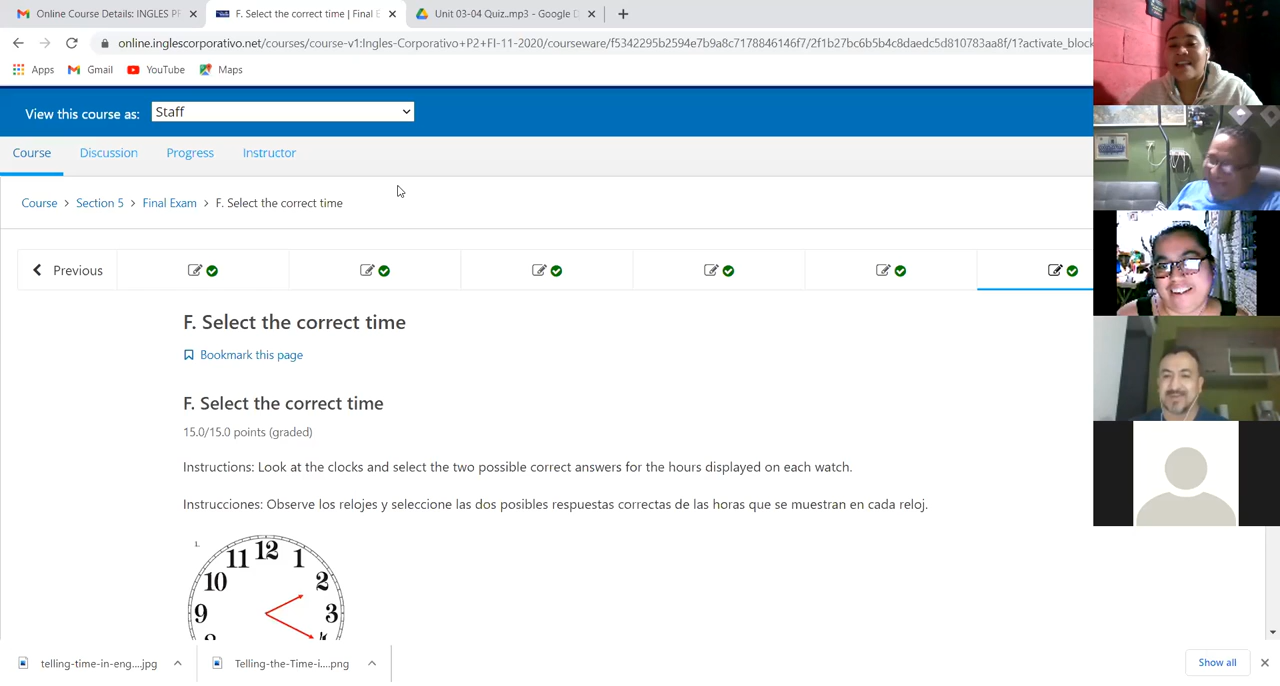 Online Course Details: INGLES PF
F. Select the correct time | Final E
Unit 03-04 Quiz..mp3 - Google D
online.inglescorporativo.net/courses/course-v1:Ingles-Corporativo+P2+FI-11-2020/courseware/f5342295b2594e7b9a8c7178846146f7/2f1b27bc6b5b4c8daedc5d810783aa8f/1?activate_block
Apps Gmail YouTube Maps
View this course as: Staff
Course Discussion Progress Instructor
Course > Section 5 > Final Exam > F. Select the correct time
Previous
F. Select the correct time
Bookmark this page
F. Select the correct time
15.0/15.0 points (graded)
Instructions: Look at the clocks and select the two possible correct answers for the hours displayed on each watch.
Instrucciones: Observe los relojes y seleccione las dos posibles respuestas correctas de las horas que se muestran en cada reloj.
1.
11 12 1
10 2
9 3
8 4
telling-time-in-eng....jpg
Telling-the-Time-i....png
Show all